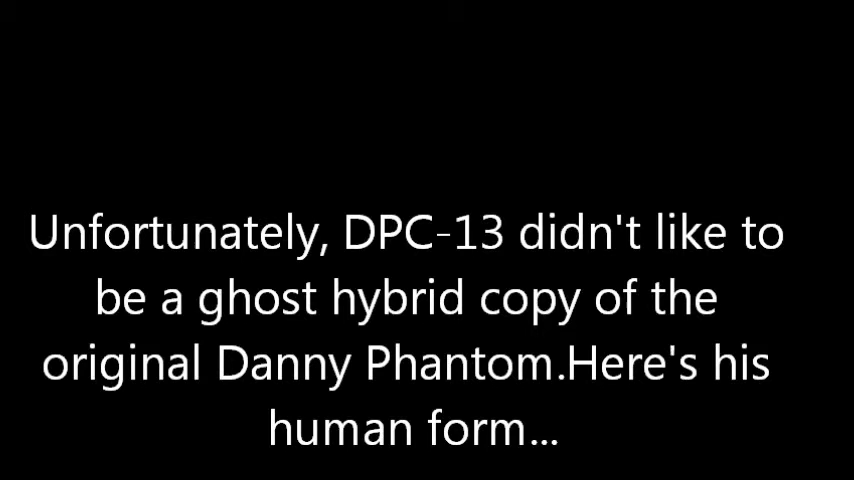 Unfortunately, DPC-13 didn't like to
be a ghost hybrid copy of the
original Danny Phantom.Here's his
human form...